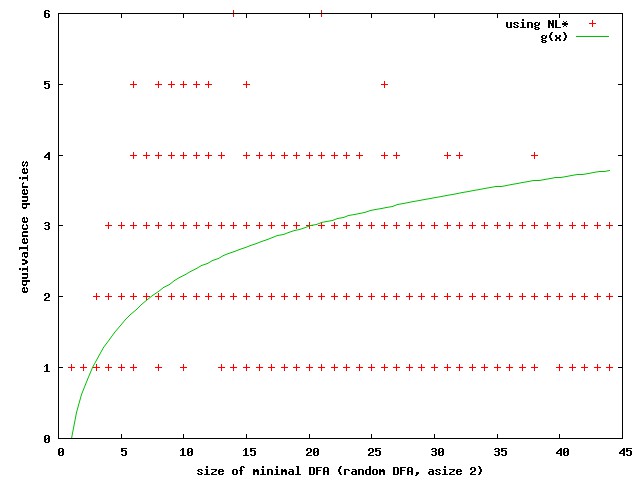 6
using NL*
g(x)
5
4
3
2
1
0
equivalence queries
0 5 10 15 20 25 30 35 40 45
size of minimal DFA (random DFA, asize 2)